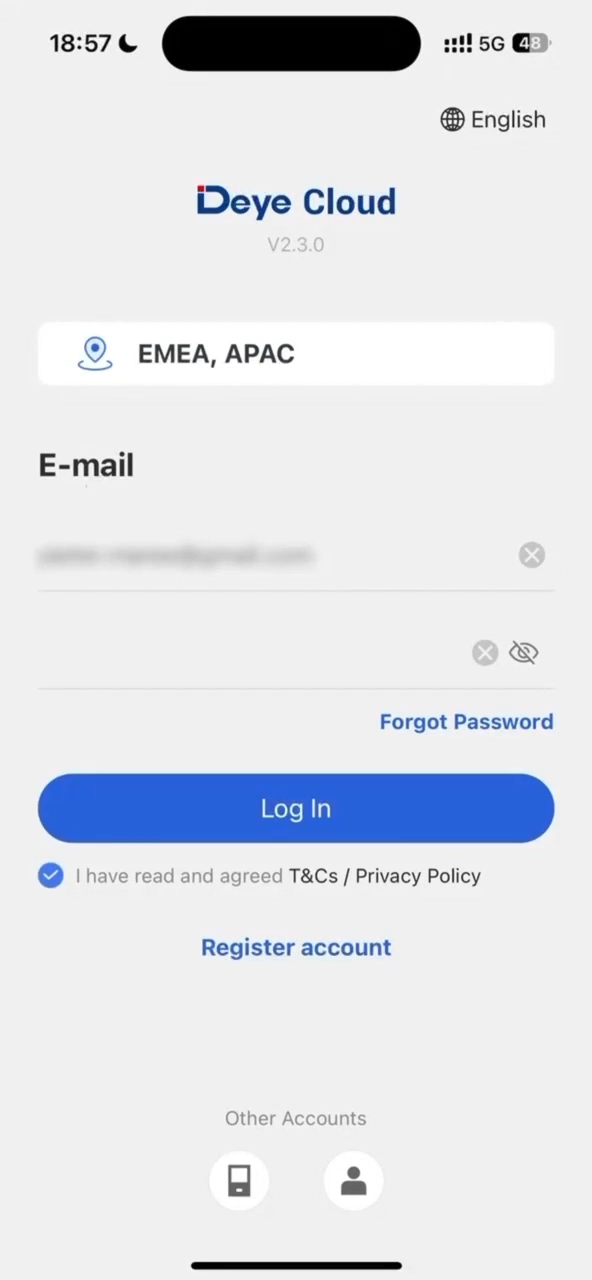 18:57 5G 48
English
Deye Cloud
V2.3.0
EMEA, APAC
E-mail
Forgot Password
Log In
I have read and agreed T&Cs / Privacy Policy
Register account
Other Accounts